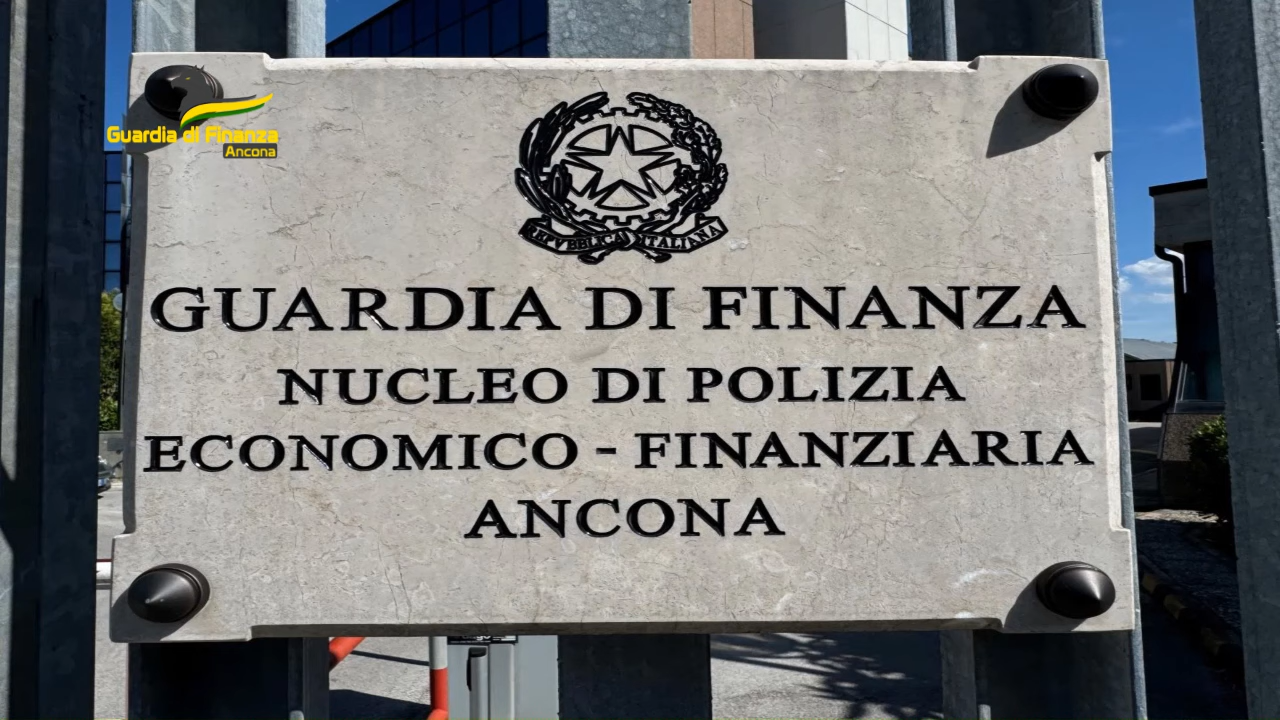 Guardia di Finanza
Ancona
REPVBBLICA ITALIANA
GUARDIA DI FINANZA
NUCLEO DI POLIZIA
ECONOMICO - FINANZIARIA
ANCONA